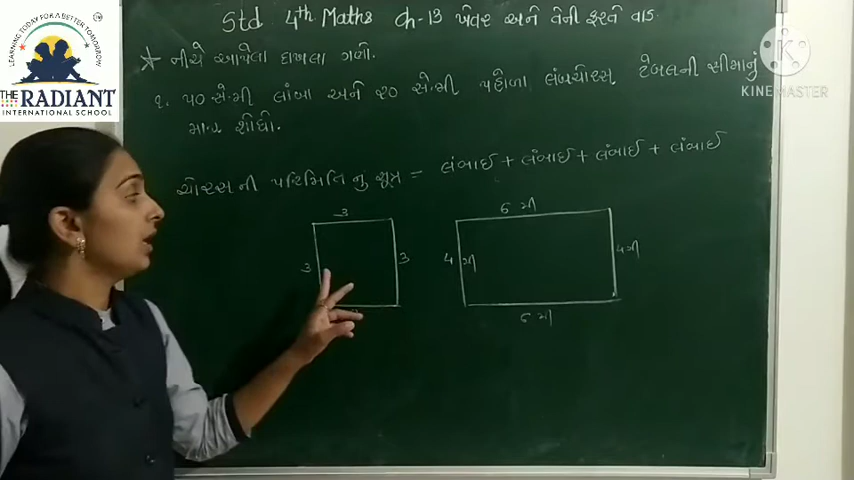 LEARNING TODAY FOR A BETTER TOMORROW
THE RADIANT
INTERNATIONAL SCHOOL
KINEMASTER
Std 4th Maths Ch-13 ખેતર અને તેની ફરતે વાડ
* નીચે આપેલા દાખલા ગણો.
૧. ૫૦ સે.મી લાંબા અને ૨૦ સે.મી પહોળા લંબચોરસ ટેબલની સીમાનું
માપ શોધો.
ચોરસ ની પરિમિતિ નુ સૂત્ર = લંબાઈ + લંબાઈ + લંબાઈ + લંબાઈ
3
3 3
6 મી
4 મી 4 મી
6 મી